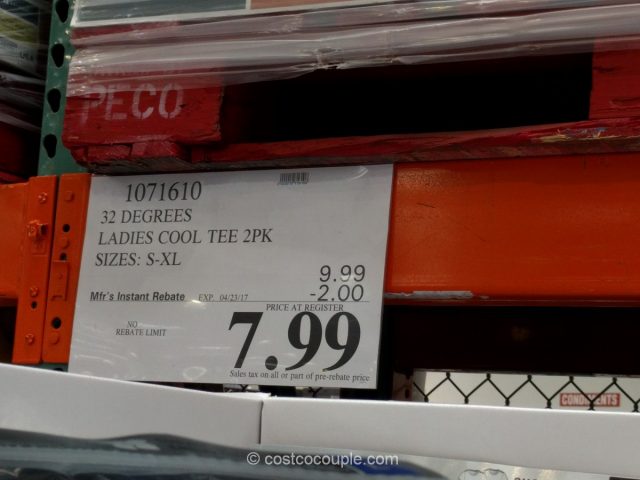 PECO
1071610
32 DEGREES
LADIES COOL TEE 2PK
SIZES: S-XL
9.99
Mfr's Instant Rebate EXP. 04/23/17 -2.00
PRICE AT REGISTER
NO
REBATE LIMIT
7.99
Sales tax on all or part of pre-rebate price
CONDIMENTS
© costcocouple.com